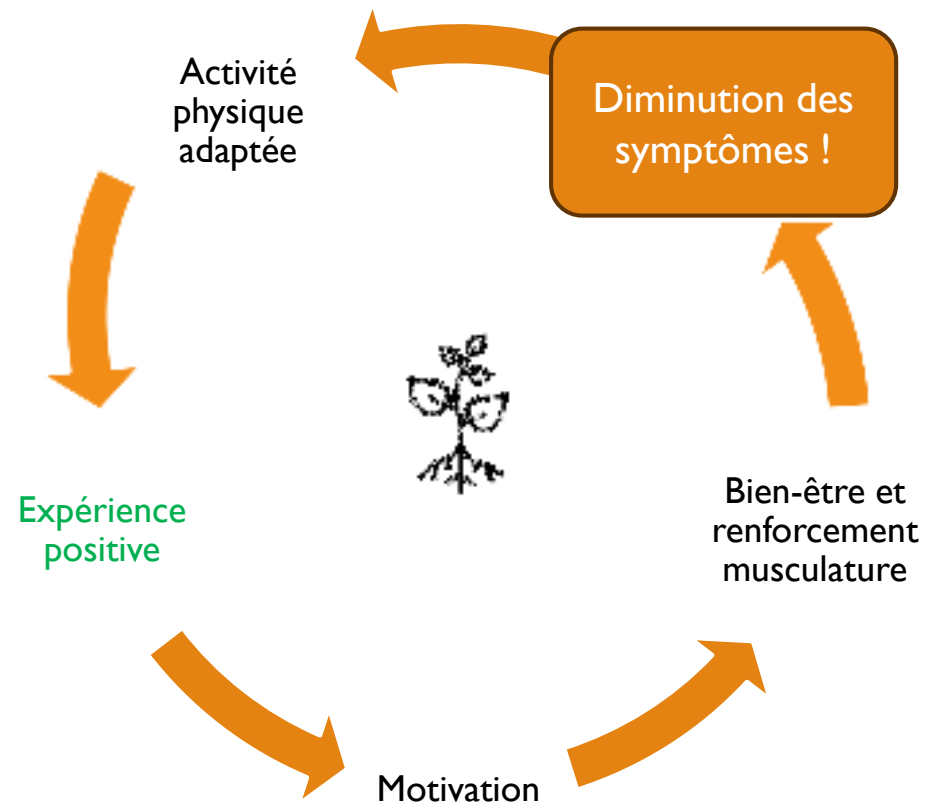 Activité
physique
adaptée
Diminution des
symptômes !
Expérience
positive
Bien-être et
renforcement
musculature
Motivation